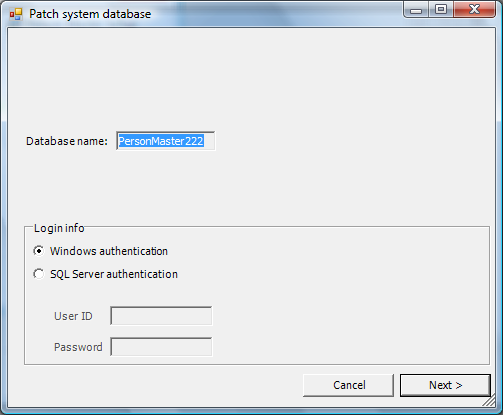 Patch system database
Database name: PersonMaster222
Login info
Windows authentication
SQL Server authentication
User ID
Password
Cancel Next >